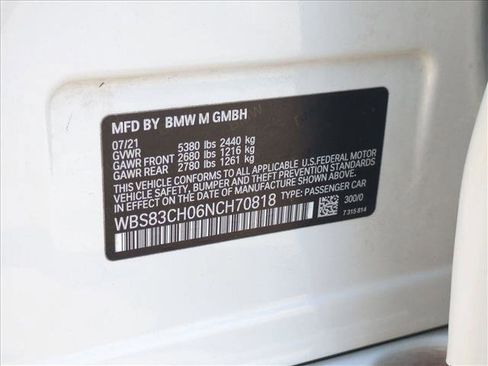 MFD BY BMW M GMBH
07/21
GVWR 5380 lbs 2440 kg
GAWR FRONT 2680 lbs 1216 kg
GAWR REAR 2780 lbs 1261 kg
THIS VEHICLE CONFORMS TO ALL APPLICABLE U.S.FEDERAL MOTOR
VEHICLE SAFETY, BUMPER, AND THEFT PREVENTION STANDARDS IN
EFFECT ON THE DATE OF MANUFACTURE SHOWN ABOVE.
WBS83CH06NCH70818 TYPE: PASSENGER CAR
300/0
7 315 814